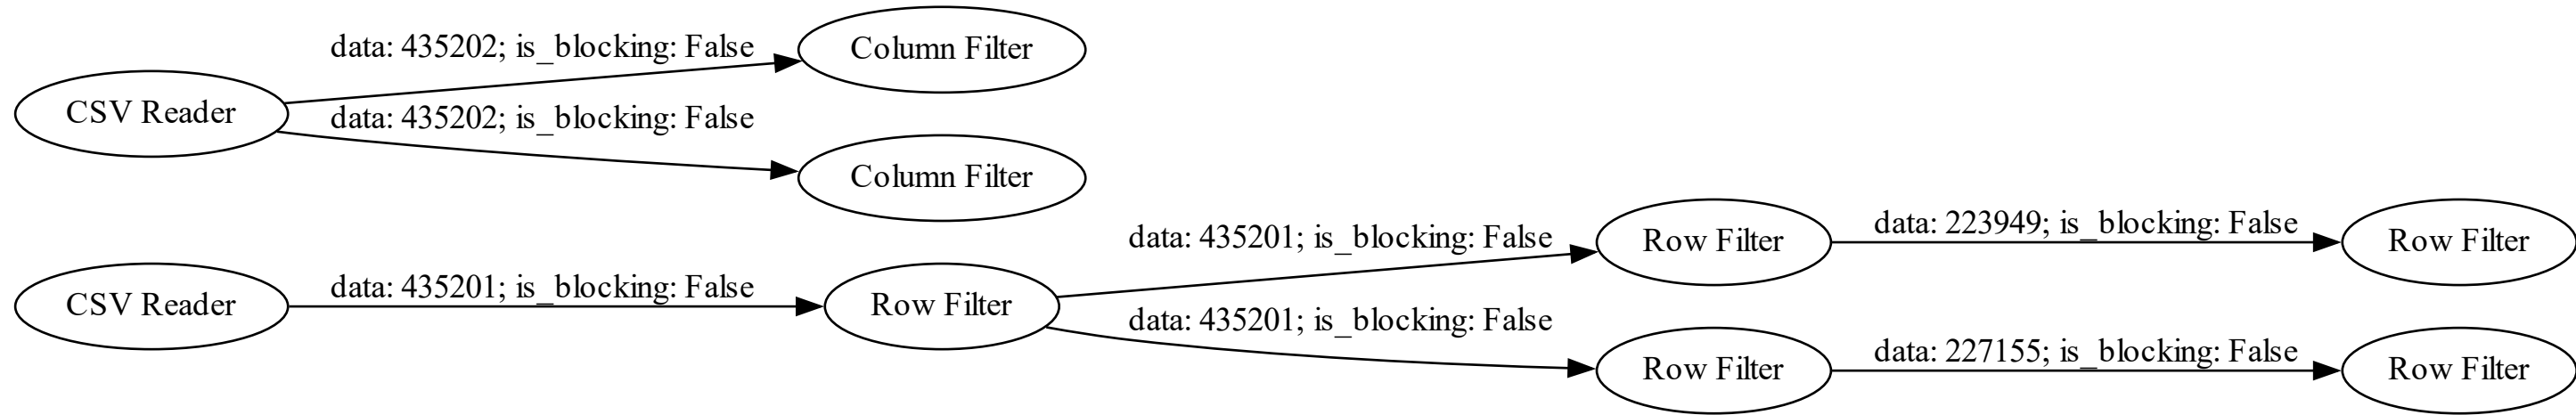 CSV Reader
data: 435202; is_blocking: False
Column Filter
data: 435202; is_blocking: False
Column Filter
CSV Reader
data: 435201; is_blocking: False
Row Filter
data: 435201; is_blocking: False
Row Filter
data: 223949; is_blocking: False
Row Filter
data: 435201; is_blocking: False
Row Filter
data: 227155; is_blocking: False
Row Filter